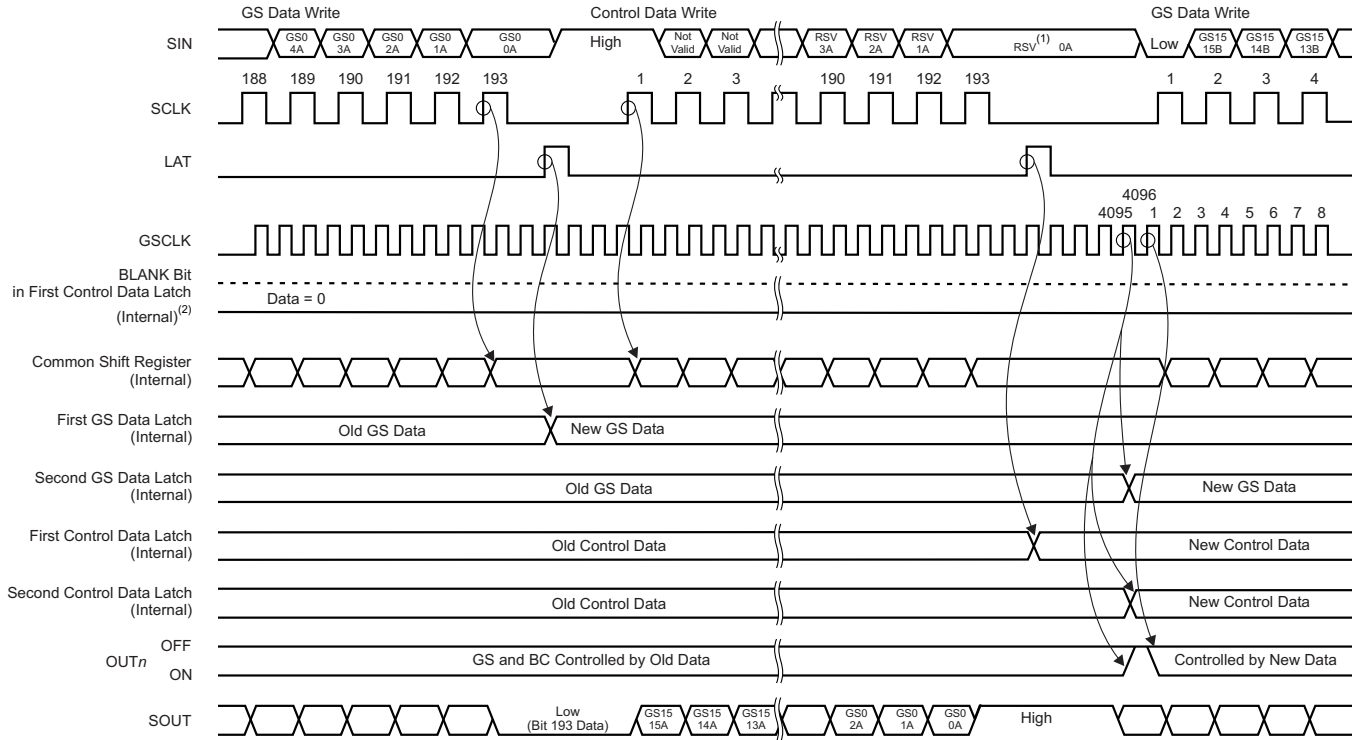 GS Data Write Control Data Write GS Data Write
SIN
GS0 4A
GS0 3A
GS0 2A
GS0 1A
GS0 0A
High
Not Valid
Not Valid
RSV 3A
RSV 2A
RSV 1A
RSV(1) 0A
Low
GS15 15B
GS15 14B
GS15 13B
188 189 190 191 192 193 1 2 3 190 191 192 193 1 2 3 4
SCLK
LAT
4096
4095 1 2 3 4 5 6 7 8
GSCLK
BLANK Bit
in First Control Data Latch
(Internal)(2)
Data = 0
Common Shift Register
(Internal)
First GS Data Latch
(Internal)
Old GS Data New GS Data
Second GS Data Latch
(Internal)
Old GS Data New GS Data
First Control Data Latch
(Internal)
Old Control Data New Control Data
Second Control Data Latch
(Internal)
Old Control Data New Control Data
OFF
OUTn
ON
GS and BC Controlled by Old Data Controlled by New Data
SOUT
Low
(Bit 193 Data)
GS15 15A
GS15 14A
GS15 13A
GS0 2A
GS0 1A
GS0 0A
High